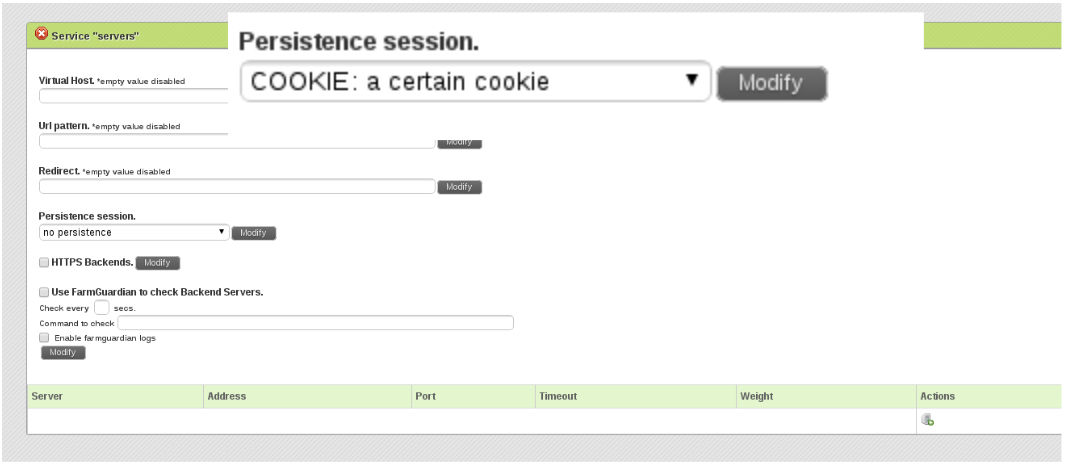 Service "servers"
Persistence session.
COOKIE: a certain cookie
Modify
Virtual Host. *empty value disabled
Url pattern. *empty value disabled
Modify
Redirect. *empty value disabled
Modify
Persistence session.
no persistence
Modify
HTTPS Backends. Modify
Use FarmGuardian to check Backend Servers.
Check every secs.
Command to check
Enable farmguardian logs
Modify
Server Address Port Timeout Weight Actions